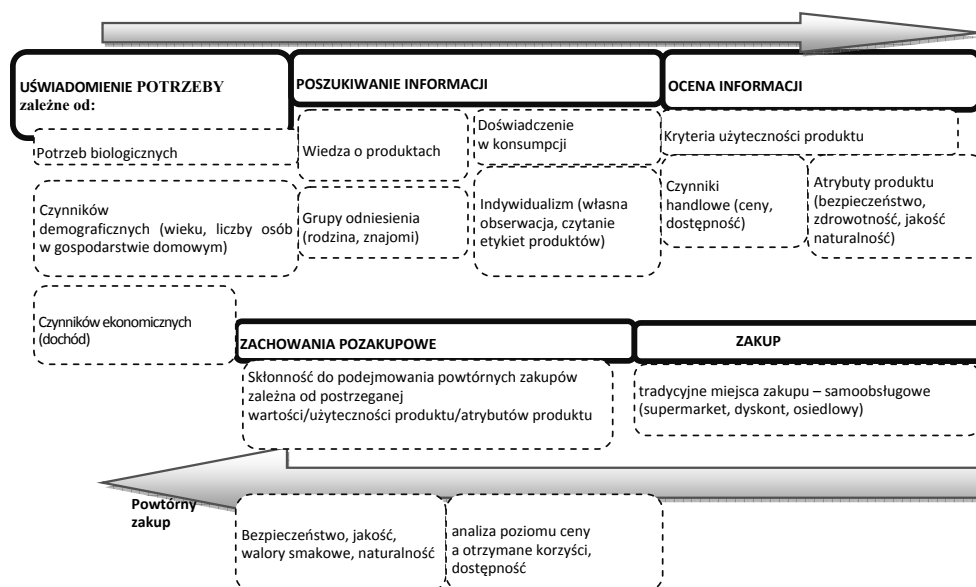 UŚWIADOMIENIE POTRZEBY
zależne od:
Potrzeb biologicznych
Czynników
demograficznych (wieku, liczby osób
w gospodarstwie domowym)
Czynników ekonomicznych
(dochód)
POSZUKIWANIE INFORMACJI
Wiedza o produktach
Doświadczenie
w konsumpcji
Grupy odniesienia
(rodzina, znajomi)
Indywidualizm (własna
obserwacja, czytanie
etykiet produktów)
OCENA INFORMACJI
Kryteria użyteczności produktu
Czynniki
handlowe (ceny,
dostępność)
Atrybuty produktu
(bezpieczeństwo,
zdrowotność, jakość
naturalność)
ZAKUP
tradycyjne miejsca zakupu – samoobsługowe
(supermarket, dyskont, osiedlowy)
ZACHOWANIA POZAKUPOWE
Skłonność do podejmowania powtórnych zakupów
zależna od postrzeganej
wartości/użyteczności produktu/atrybutów produktu
Powtórny
zakup
Bezpieczeństwo, jakość,
walory smakowe, naturalność
analiza poziomu ceny
a otrzymane korzyści,
dostępność